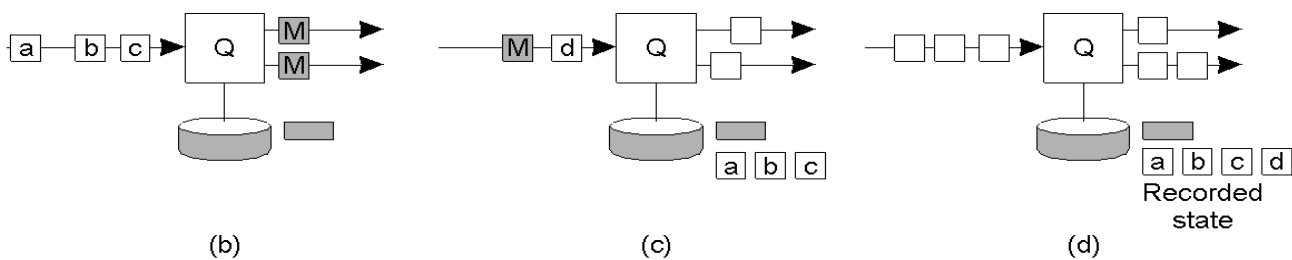 a b c Q M M
(b)
M d Q
a b c
(c)
Q
a b c d
Recorded
state
(d)